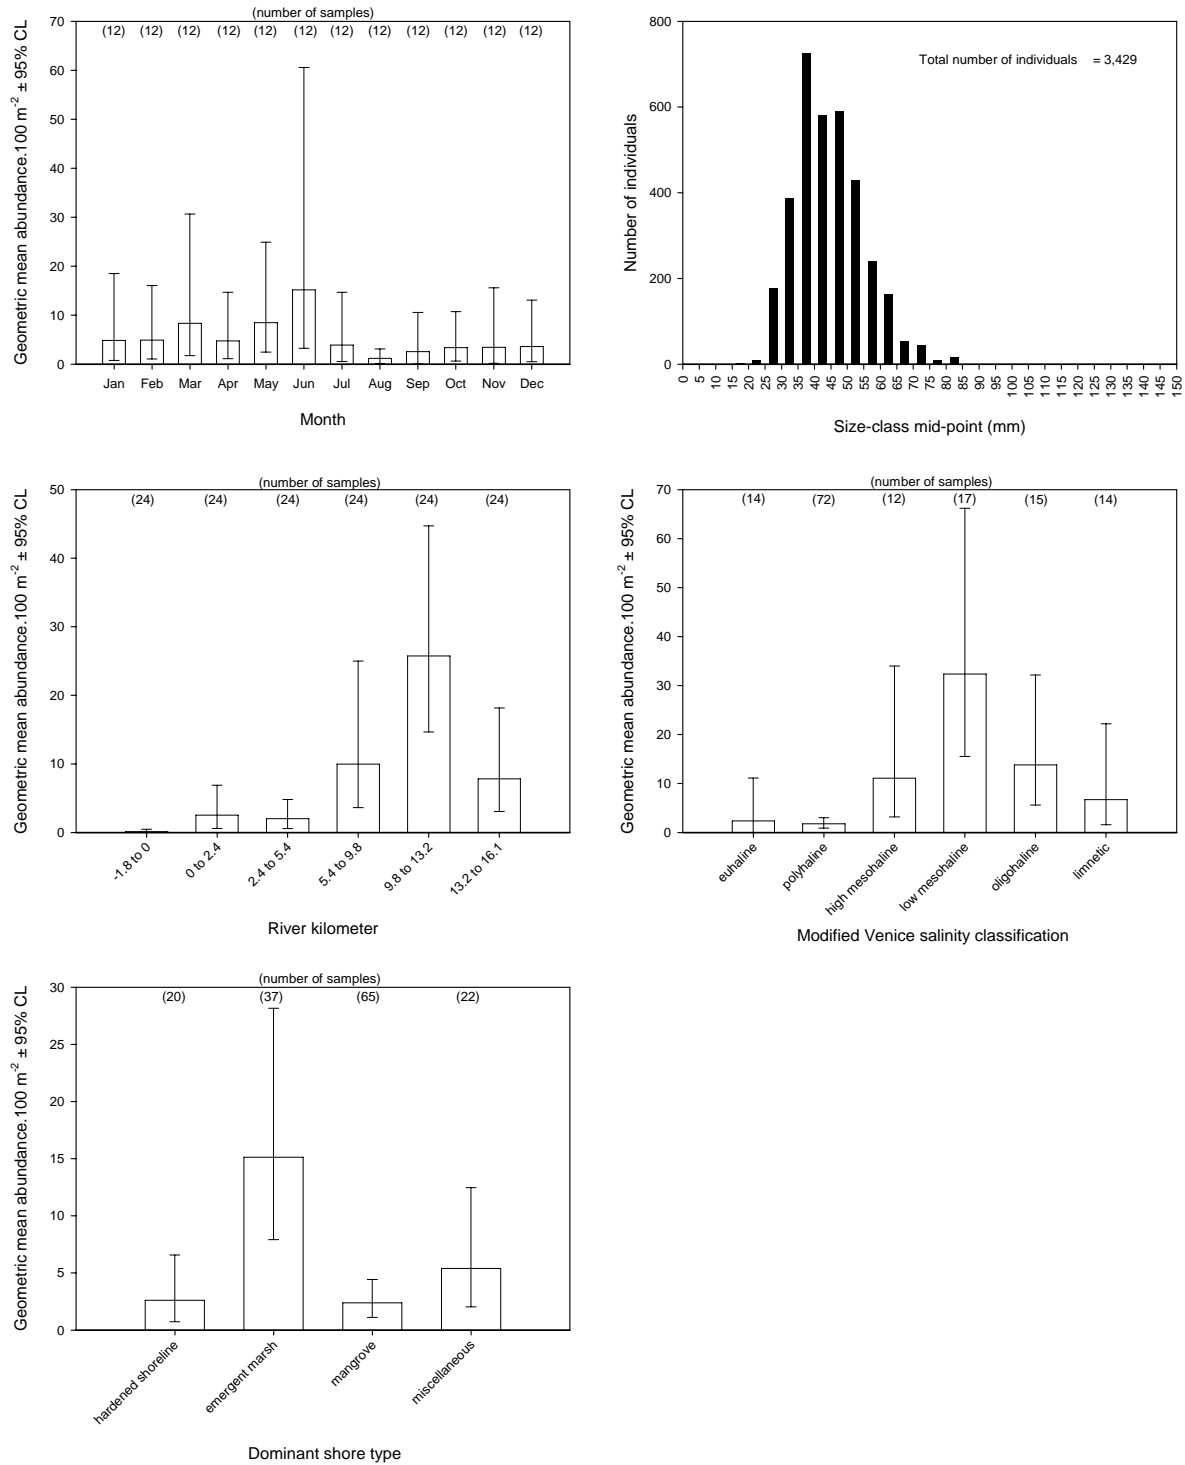 (number of samples)
(12) (12) (12) (12) (12) (12) (12) (12) (12) (12) (12) (12)
70
60
50
40
30
20
10
0
Geometric mean abundance.100 m-2 ± 95% CL
Jan Feb Mar Apr May Jun Jul Aug Sep Oct Nov Dec
Month
800
600
400
200
0
Number of individuals
Total number of individuals = 3,429
0 5 10 15 20 25 30 35 40 45 50 55 60 65 70 75 80 85 90 95 100 105 110 115 120 125 130 135 140 145 150
Size-class mid-point (mm)
(number of samples)
(24) (24) (24) (24) (24) (24)
50
40
30
20
10
0
Geometric mean abundance.100 m-2 ± 95% CL
-1.8 to 0
0 to 2.4
2.4 to 5.4
5.4 to 9.8
9.8 to 13.2
13.2 to 16.1
River kilometer
(number of samples)
(14) (72) (12) (17) (15) (14)
70
60
50
40
30
20
10
0
Geometric mean abundance.100 m-2 ± 95% CL
euhaline
polyhaline
high mesohaline
low mesohaline
oligohaline
limnetic
Modified Venice salinity classification
(number of samples)
(20) (37) (65) (22)
30
25
20
15
10
5
0
Geometric mean abundance.100 m-2 ± 95% CL
hardened shoreline
emergent marsh
mangrove
miscellaneous
Dominant shore type